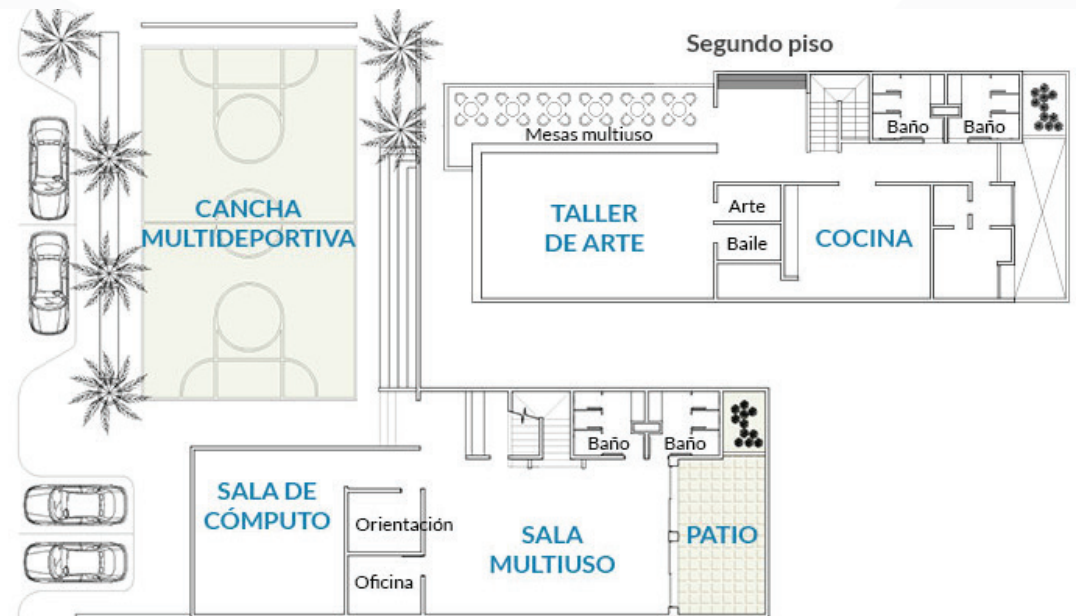 Segundo piso
Mesas multiuso
Baño
Baño
CANCHA
MULTIDEPORTIVA
TALLER
DE ARTE
Arte
Baile
COCINA
Baño
Baño
SALA DE
CÓMPUTO
Orientación
Oficina
SALA
MULTIUSO
PATIO